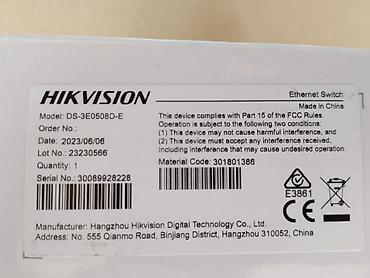 HIKVISION
Ethernet Switch
Made in China
Model: DS-3E0508D-E
Order No.:
Date: 2023/06/06
Lot No.: 23230566
Quantity: 1
Serial No.: 30089928228
This device complies with Part 15 of the FCC Rules.
Operation is subject to the following two conditions:
(1) This device may not cause harmful interference, and
(2) This device must accept any interference received,
Including interference that may cause undesired operation.
Material Code: 301801386
E3861
Manufacturer: Hangzhou Hikvision Digital Technology Co., Ltd.
Address: No. 555 Qianmo Road, Binjiang District, Hangzhou 310052,
China